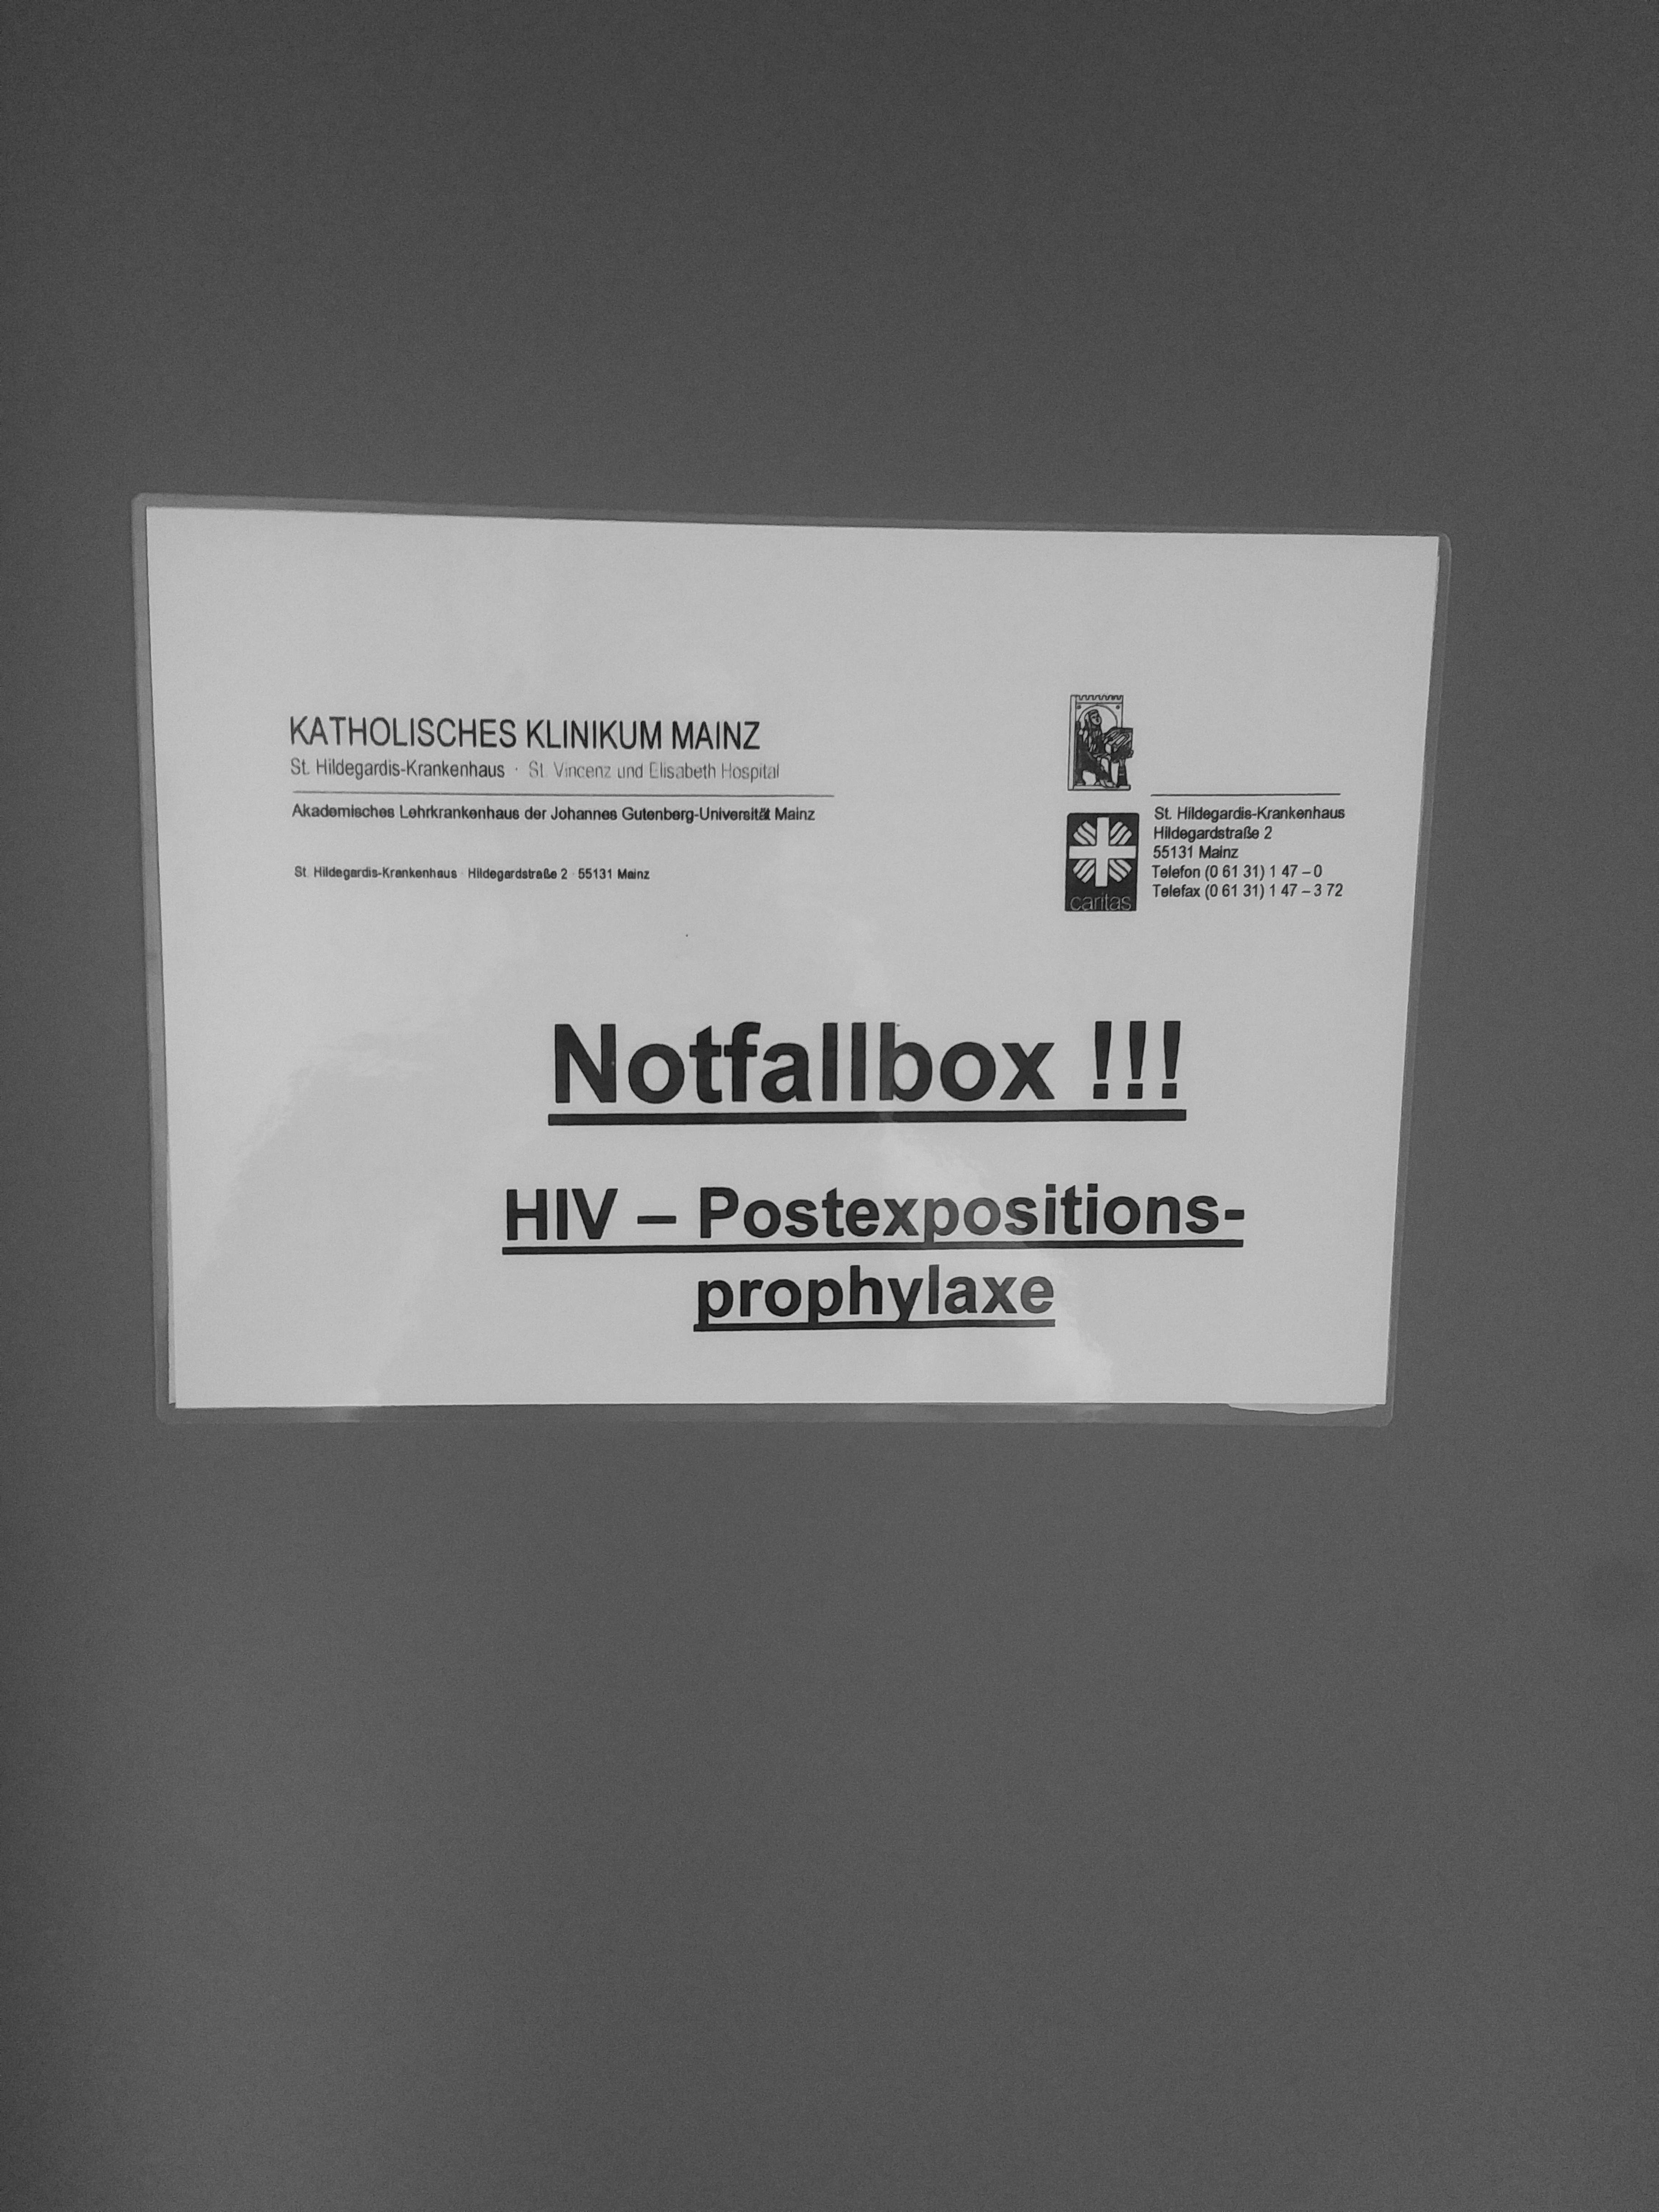 KATHOLISCHES KLINIKUM MAINZ
St. Hildegardis-Krankenhaus · St. Vincenz und Elisabeth Hospital
Akademisches Lehrkrankenhaus der Johannes Gutenberg-Universität Mainz
St. Hildegardis-Krankenhaus · Hildegardstraße 2 · 55131 Mainz
caritas
St. Hildegardis-Krankenhaus
Hildegardstraße 2
55131 Mainz
Telefon (0 61 31) 1 47 – 0
Telefax (0 61 31) 1 47 – 3 72
Notfallbox !!!
HIV – Postexpositions-
prophylaxe